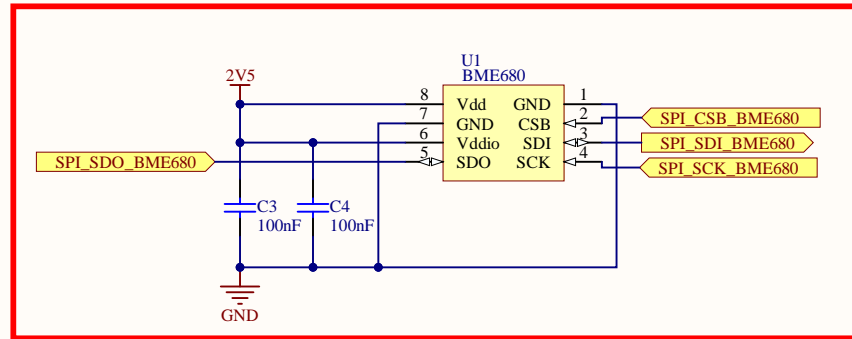 U1
BME680
2V5
8 Vdd GND 1
7 GND CSB 2
6 Vddio SDI 3
5 SDO SCK 4
SPI_CSB_BME680
SPI_SDI_BME680
SPI_SCK_BME680
SPI_SDO_BME680
C3
100nF
C4
100nF
GND